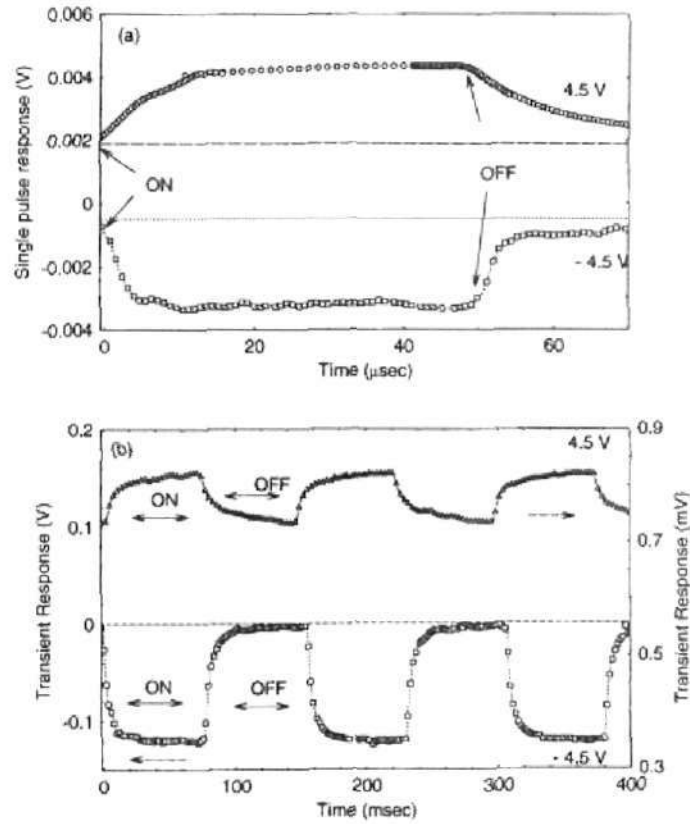 0.006
(a)
0.004
4.5 V
0.002
ON
OFF
0
-0.002
- 4.5 V
-0.004
0
20
40
60
Time (μsec)
Single pulse response (V)
0.2
0.9
(b)
4.5 V
OFF
ON
0.1
0.7
0
0.5
ON
OFF
-0.1
- 4.5 V
0.3
0
100
200
300
400
Time (msec)
Transient Response (V)
Transient Response (mV)